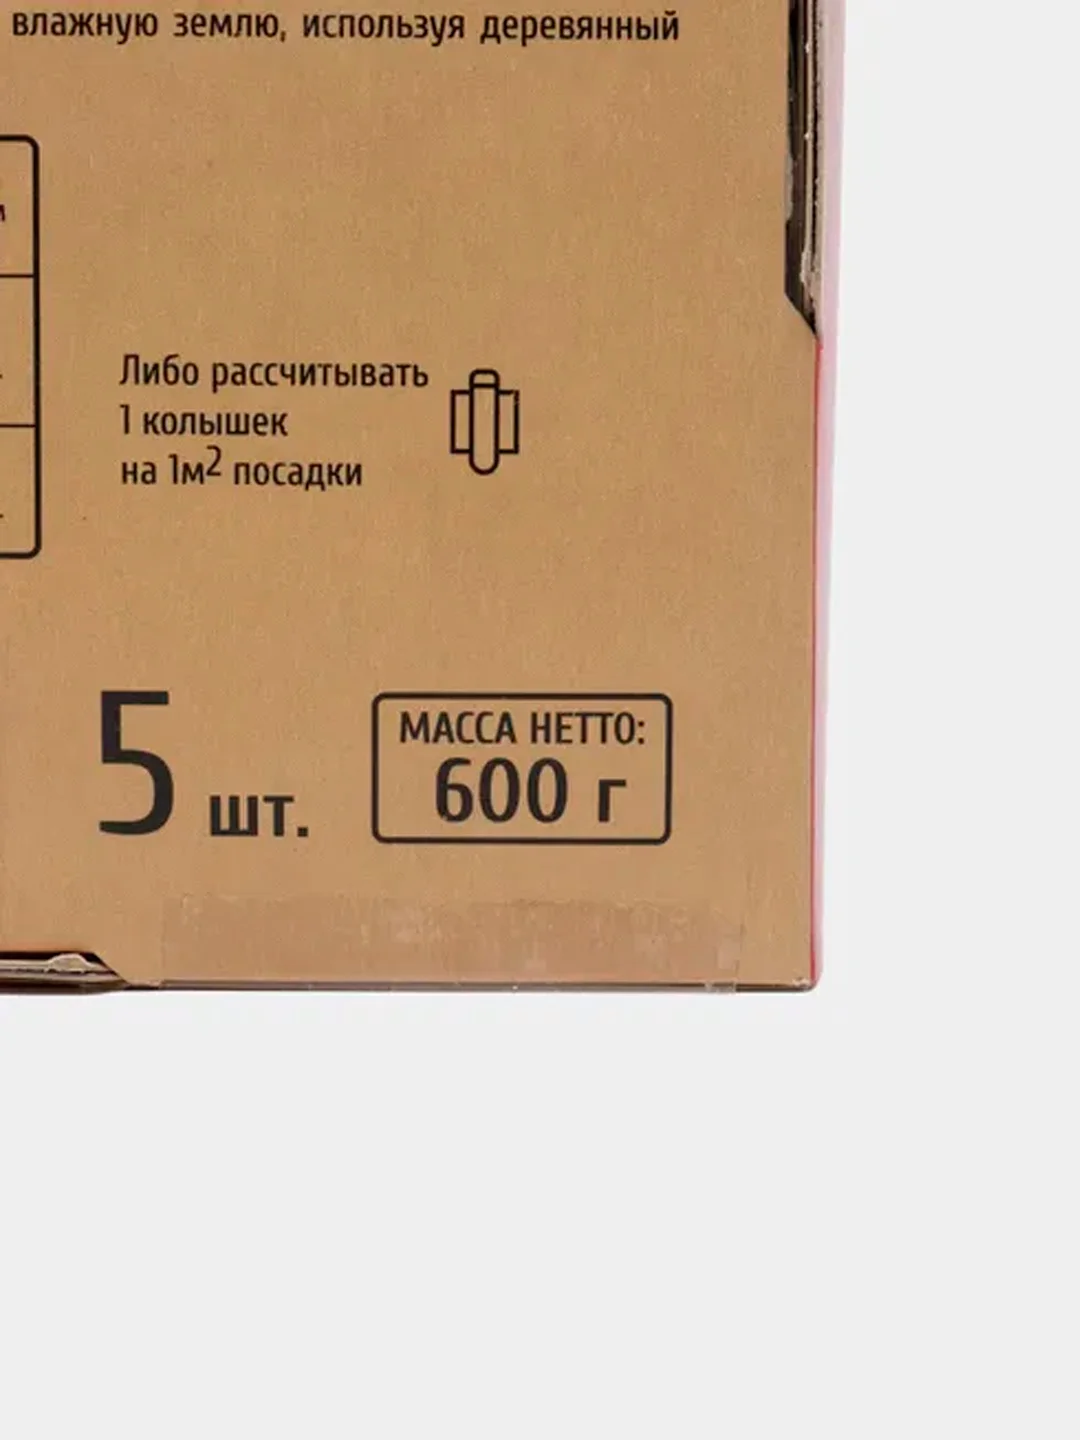 влажную землю, используя деревянный
Либо рассчитывать
1 колышек
на 1м² посадки
5 шт.
МАССА НЕТТО:
600 г